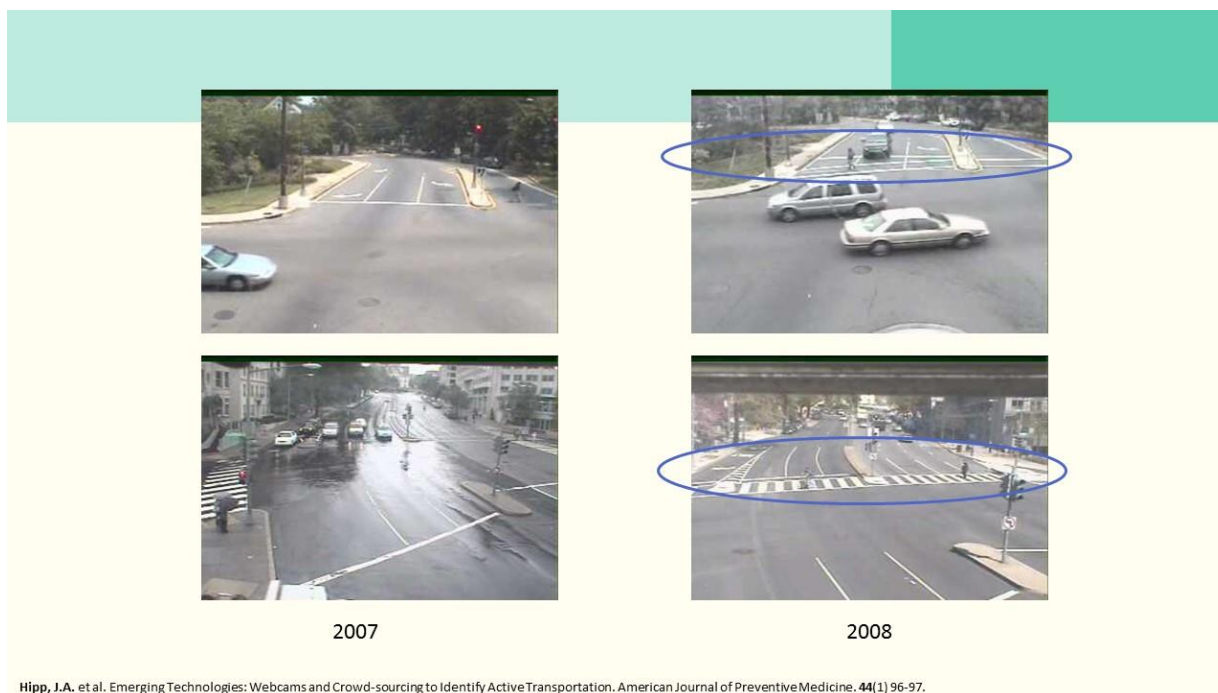 2007
2008
Hipp, J.A. et al. Emerging Technologies: Webcams and Crowd-sourcing to Identify Active Transportation. American Journal of Preventive Medicine. 44(1) 96-97.